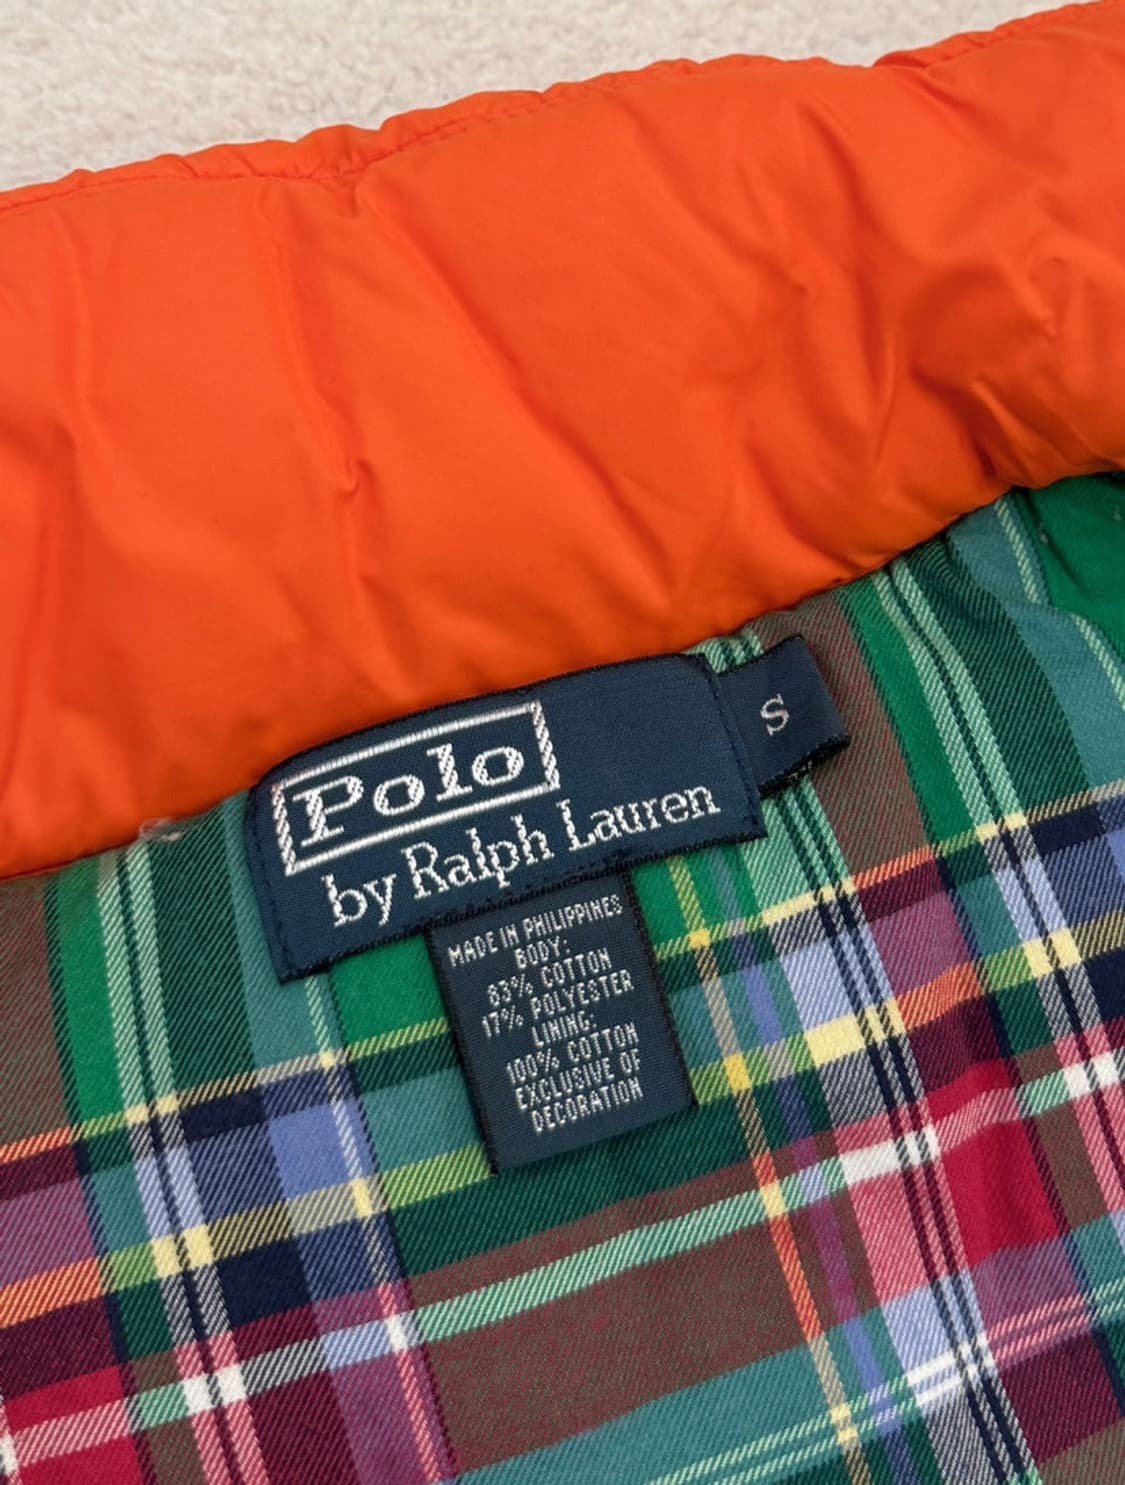 Polo
by Ralph Lauren
S
MADE IN PHILIPPINES
BODY:
83% COTTON
17% POLYESTER
LINING:
100% COTTON
EXCLUSIVE OF
DECORATION